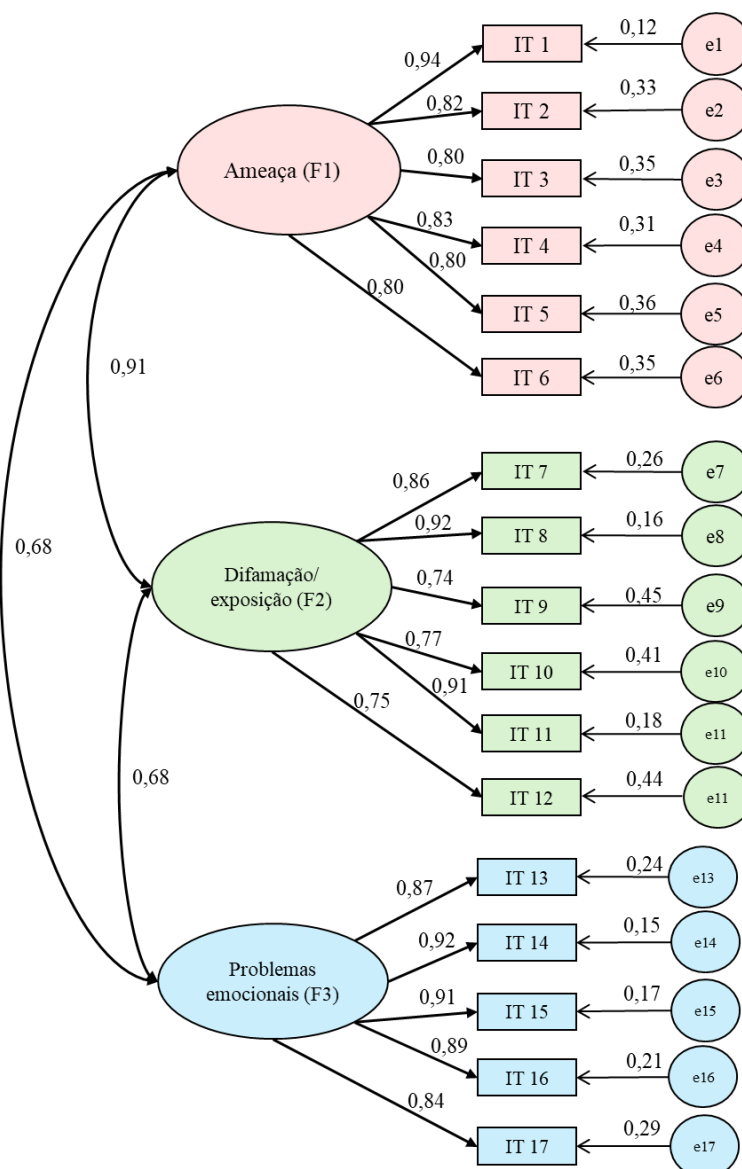 0,12
IT 1
e1
0,94
0,33
0,82
IT 2
e2
Ameaça (F1)
0,80
0,35
IT 3
e3
0,83
0,31
IT 4
e4
0,80
0,80
0,36
IT 5
e5
0,35
IT 6
e6
0,91
0,26
IT 7
e7
0,86
0,92
0,16
IT 8
e8
0,68
Difamação/
exposição (F2)
0,74
0,45
IT 9
e9
0,77
0,41
IT 10
e10
0,91
0,75
0,18
IT 11
e11
0,68
0,44
IT 12
e11
0,24
0,87
IT 13
e13
0,92
0,15
IT 14
e14
Problemas
emocionais (F3)
0,91
0,17
IT 15
e15
0,89
0,21
IT 16
e16
0,84
0,29
IT 17
e17